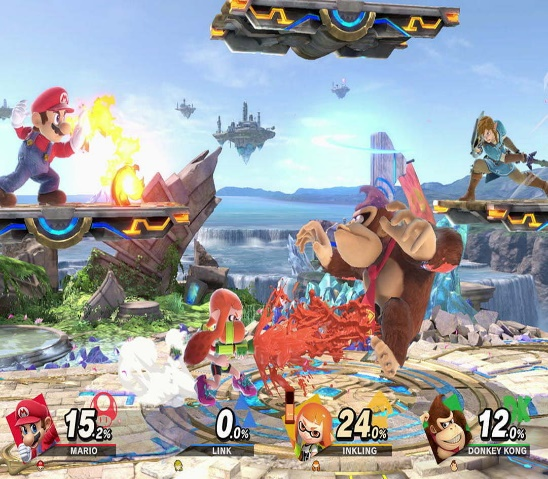 15.2%
MARIO
0.0%
LINK
24.0%
INKLING
12.0%
DONKEY KONG